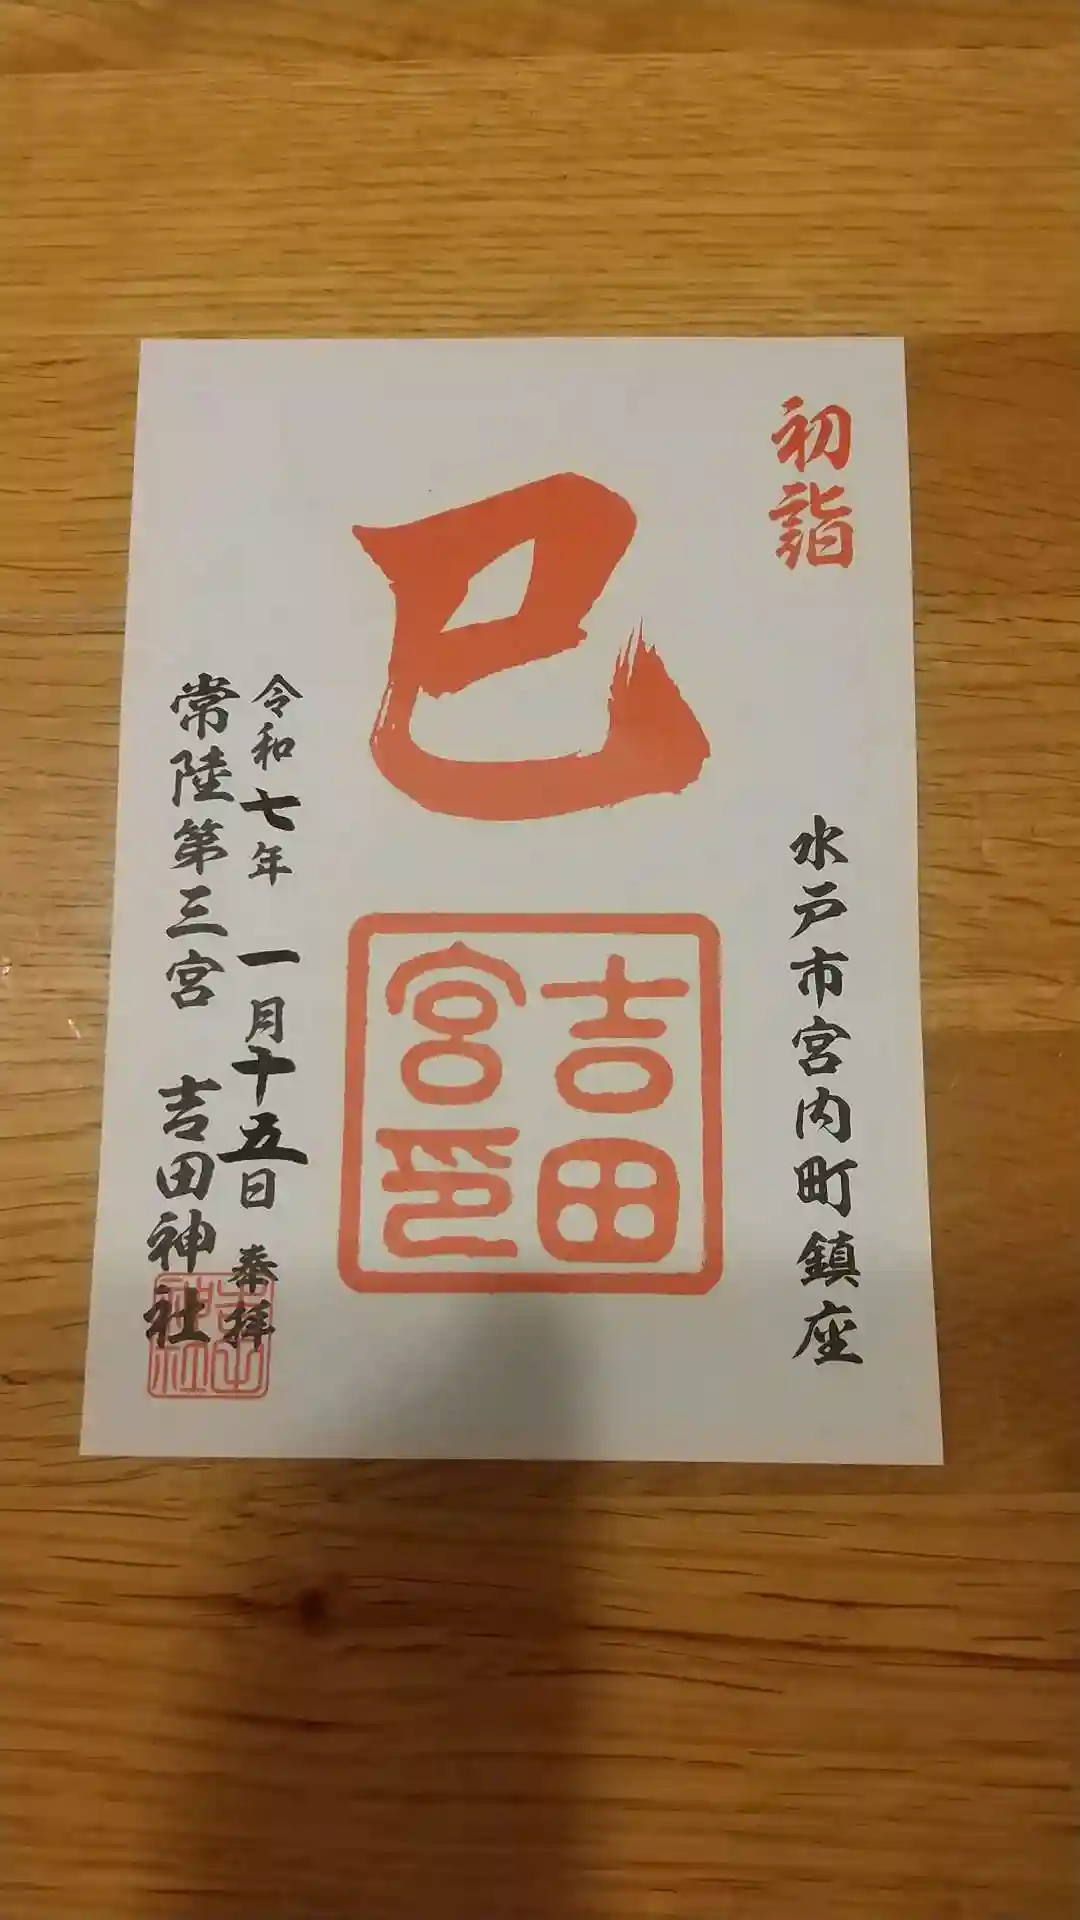 初詣
水戸市宮内町鎮座
巳
吉田
宮印
令和七年 一月十五日 奉拝
常陸第三宮 吉田神社